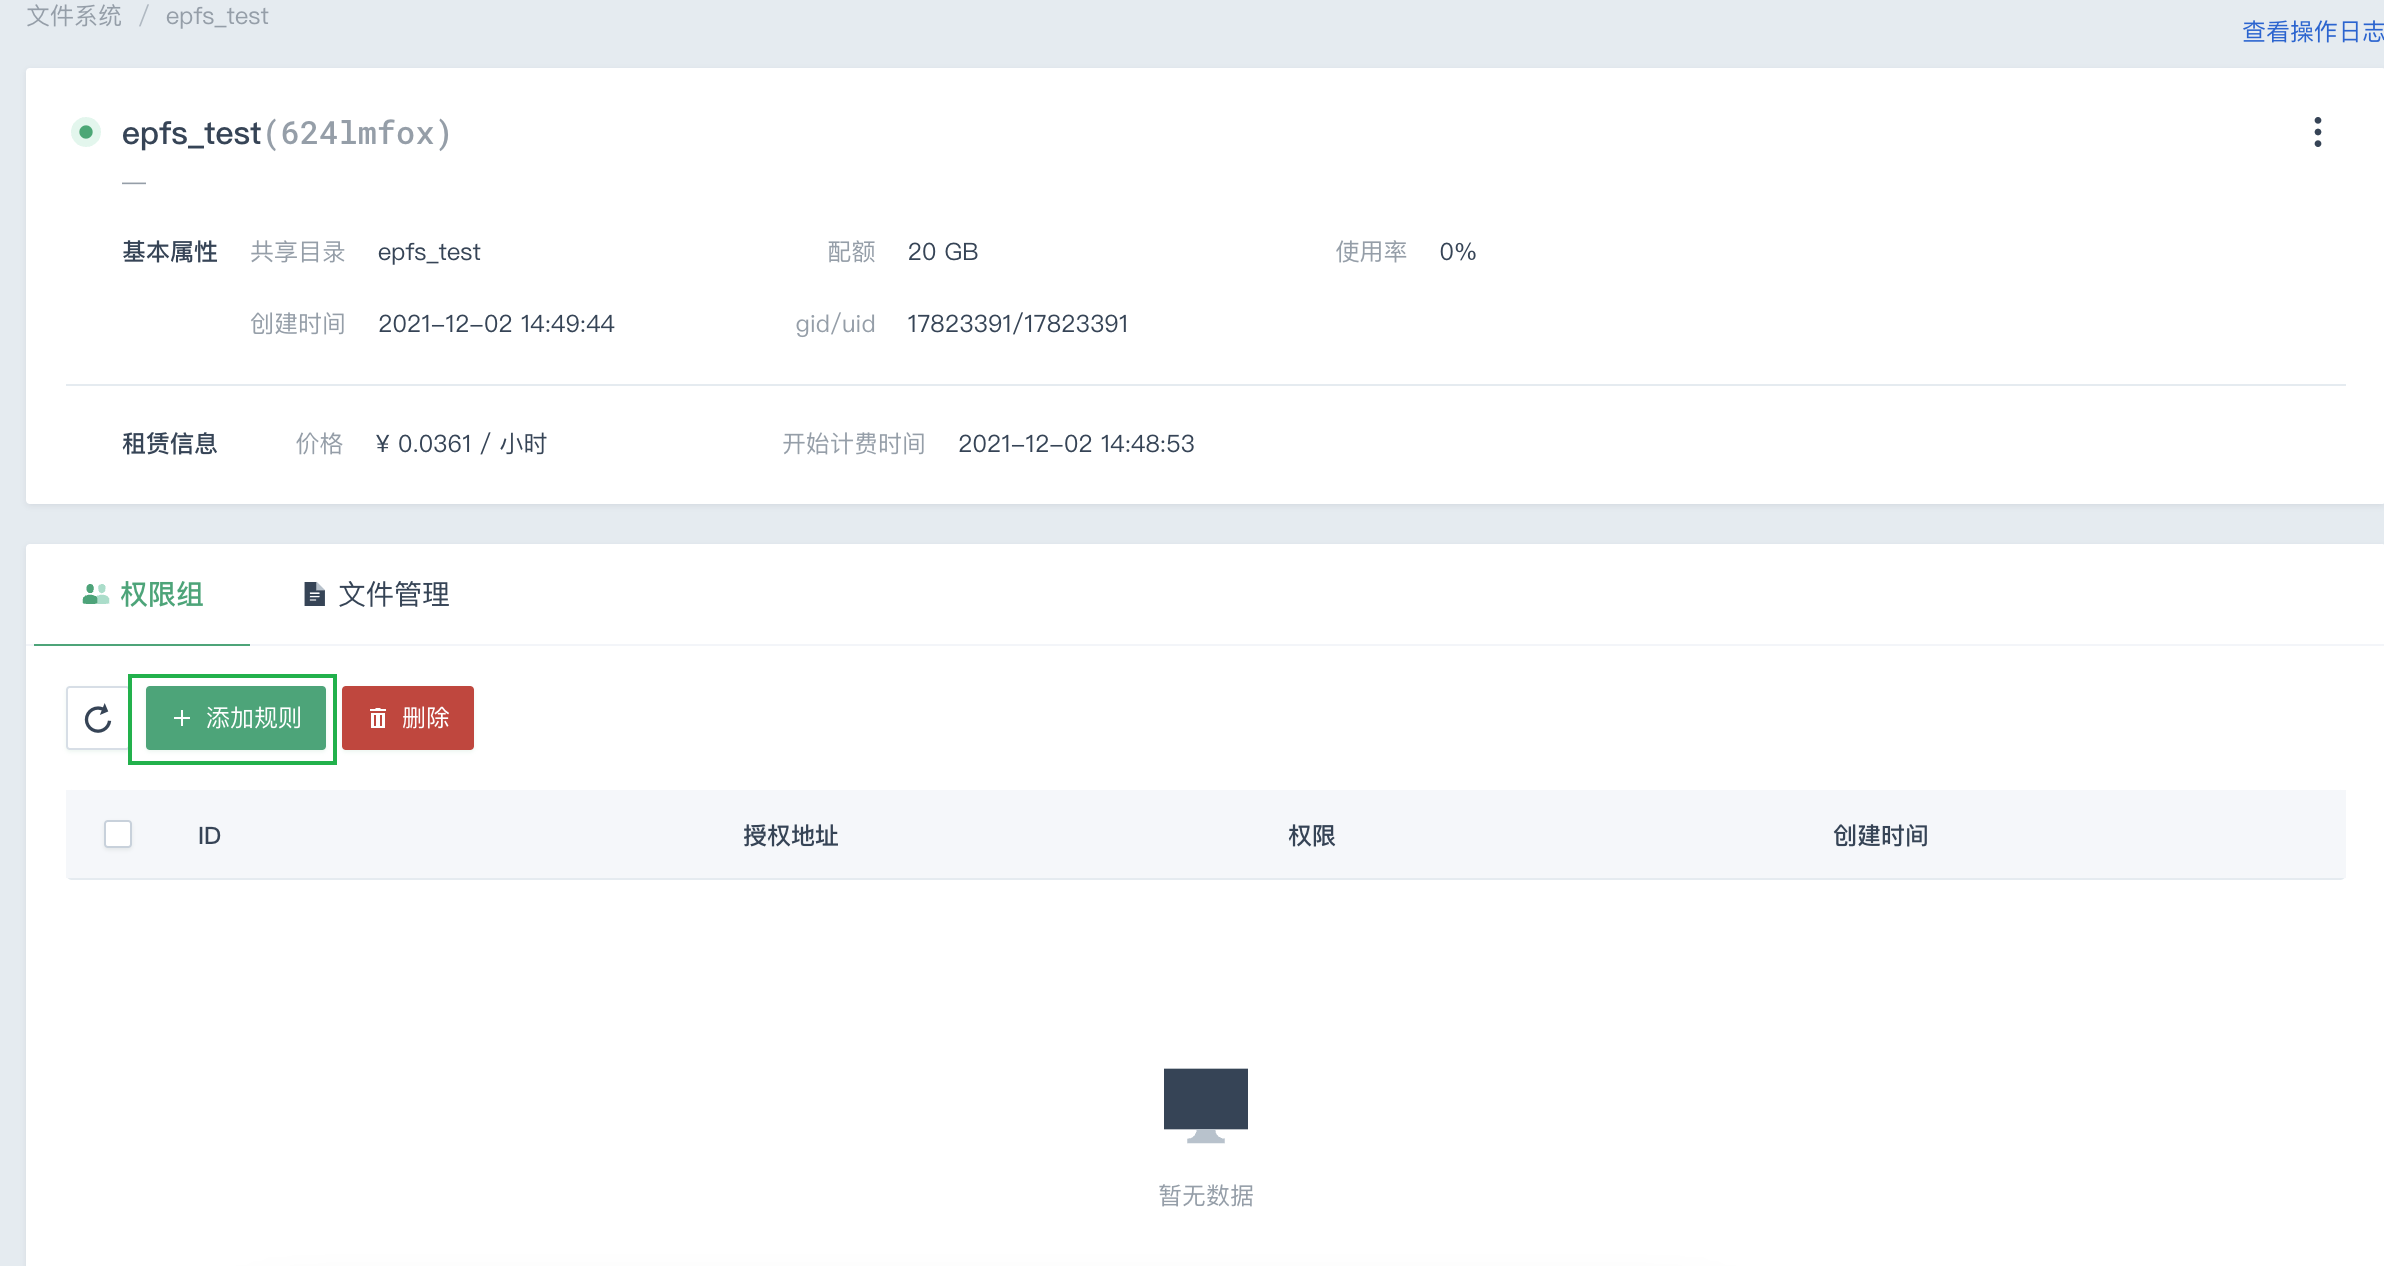 文件系统 / epfs_test
查看操作日志
epfs_test(624lmfox)
—
基本属性 共享目录 epfs_test 配额 20 GB 使用率 0%
创建时间 2021-12-02 14:49:44 gid/uid 17823391/17823391
租赁信息 价格 ¥ 0.0361 / 小时 开始计费时间 2021-12-02 14:48:53
权限组 文件管理
+ 添加规则 删除
ID 授权地址 权限 创建时间
暂无数据